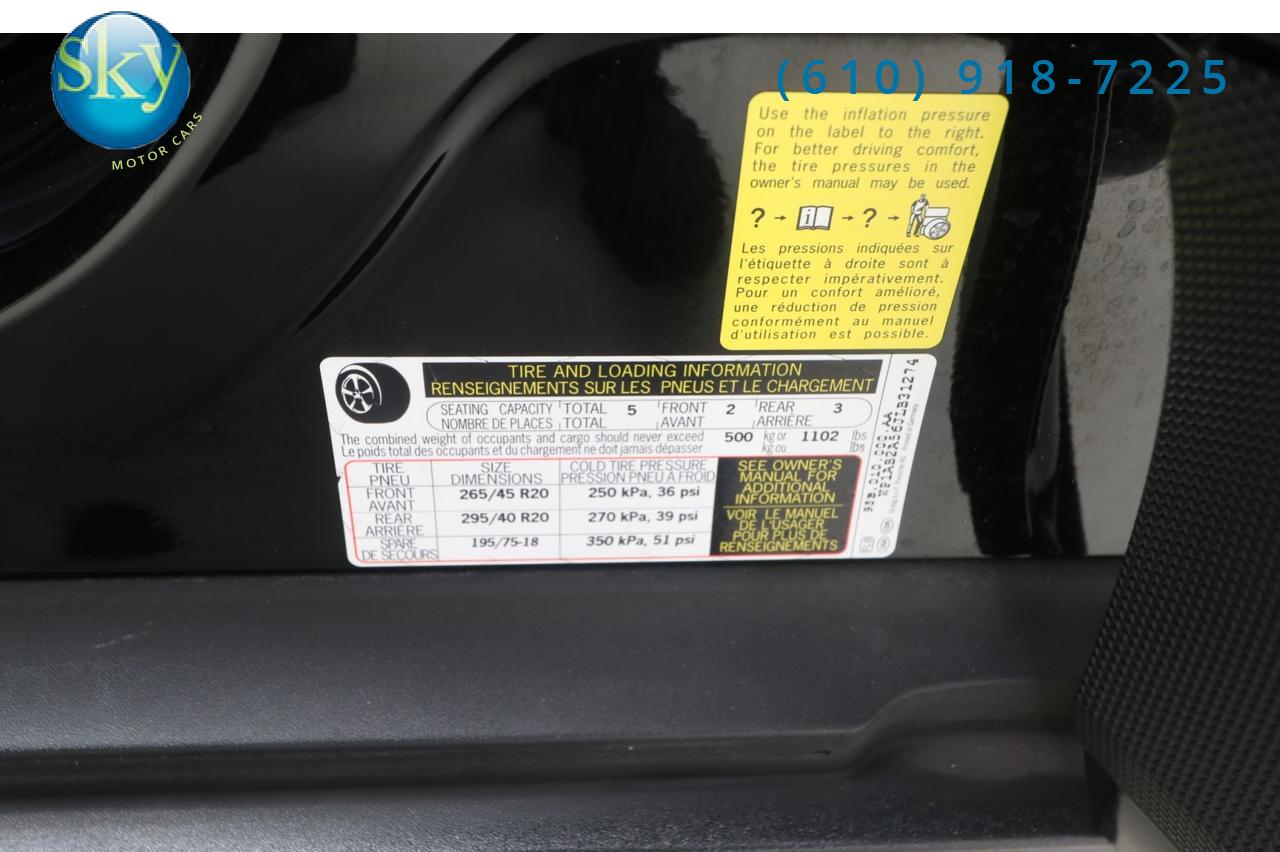 sky
MOTOR CARS
(610) 918-7225
Use the inflation pressure
on the label to the right.
For better driving comfort,
the tire pressures in the
owner's manual may be used.
? → i → ? →
Les pressions indiquées sur
l'étiquette à droite sont à
respecter impérativement.
Pour un confort amélioré,
une réduction de pression
conformément au manuel
d'utilisation est possible.
TIRE AND LOADING INFORMATION
RENSEIGNEMENTS SUR LES PNEUS ET LE CHARGEMENT
SEATING CAPACITY TOTAL 5 FRONT 2 REAR 3
NOMBRE DE PLACES TOTAL AVANT ARRIÈRE
The combined weight of occupants and cargo should never exceed 500 kg or 1102 lbs
Le poids total des occupants et du chargement ne doit jamais dépasser kg ou lbs
TIRE SIZE COLD TIRE PRESSURE
PNEU DIMENSIONS PRESSION PNEU À FROID
FRONT 265/45 R20 250 kPa, 36 psi
AVANT
REAR 295/40 R20 270 kPa, 39 psi
ARRIÈRE
SPARE 195/75-18 350 kPa, 51 psi
DE SECOURS
SEE OWNER'S
MANUAL FOR
ADDITIONAL
INFORMATION
VOIR LE MANUEL
DE L'USAGER
POUR PLUS DE
RENSEIGNEMENTS
95B.010.000.AA
WP1AB2A56JLB31274